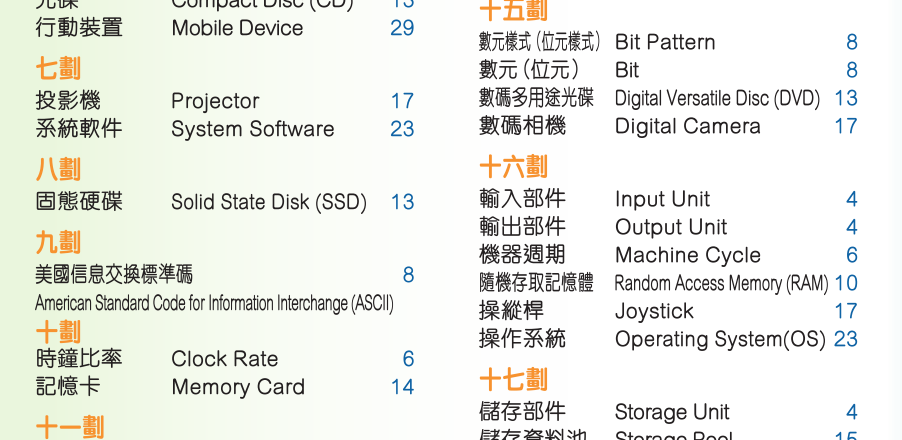 光碟 Compact Disc (CD) 13
行動裝置 Mobile Device 29
七劃
投影機 Projector 17
系統軟件 System Software 23
八劃
固態硬碟 Solid State Disk (SSD) 13
九劃
美國信息交換標準碼 8
American Standard Code for Information Interchange (ASCII)
十劃
時鐘比率 Clock Rate 6
記憶卡 Memory Card 14
十一劃
十五劃
數元樣式（位元樣式） Bit Pattern 8
數元（位元） Bit 8
數碼多用途光碟 Digital Versatile Disc (DVD) 13
數碼相機 Digital Camera 17
十六劃
輸入部件 Input Unit 4
輸出部件 Output Unit 4
機器週期 Machine Cycle 6
隨機存取記憶體 Random Access Memory (RAM) 10
操縱桿 Joystick 17
操作系統 Operating System(OS) 23
十七劃
儲存部件 Storage Unit 4
儲存資料池 Storage Pool 15